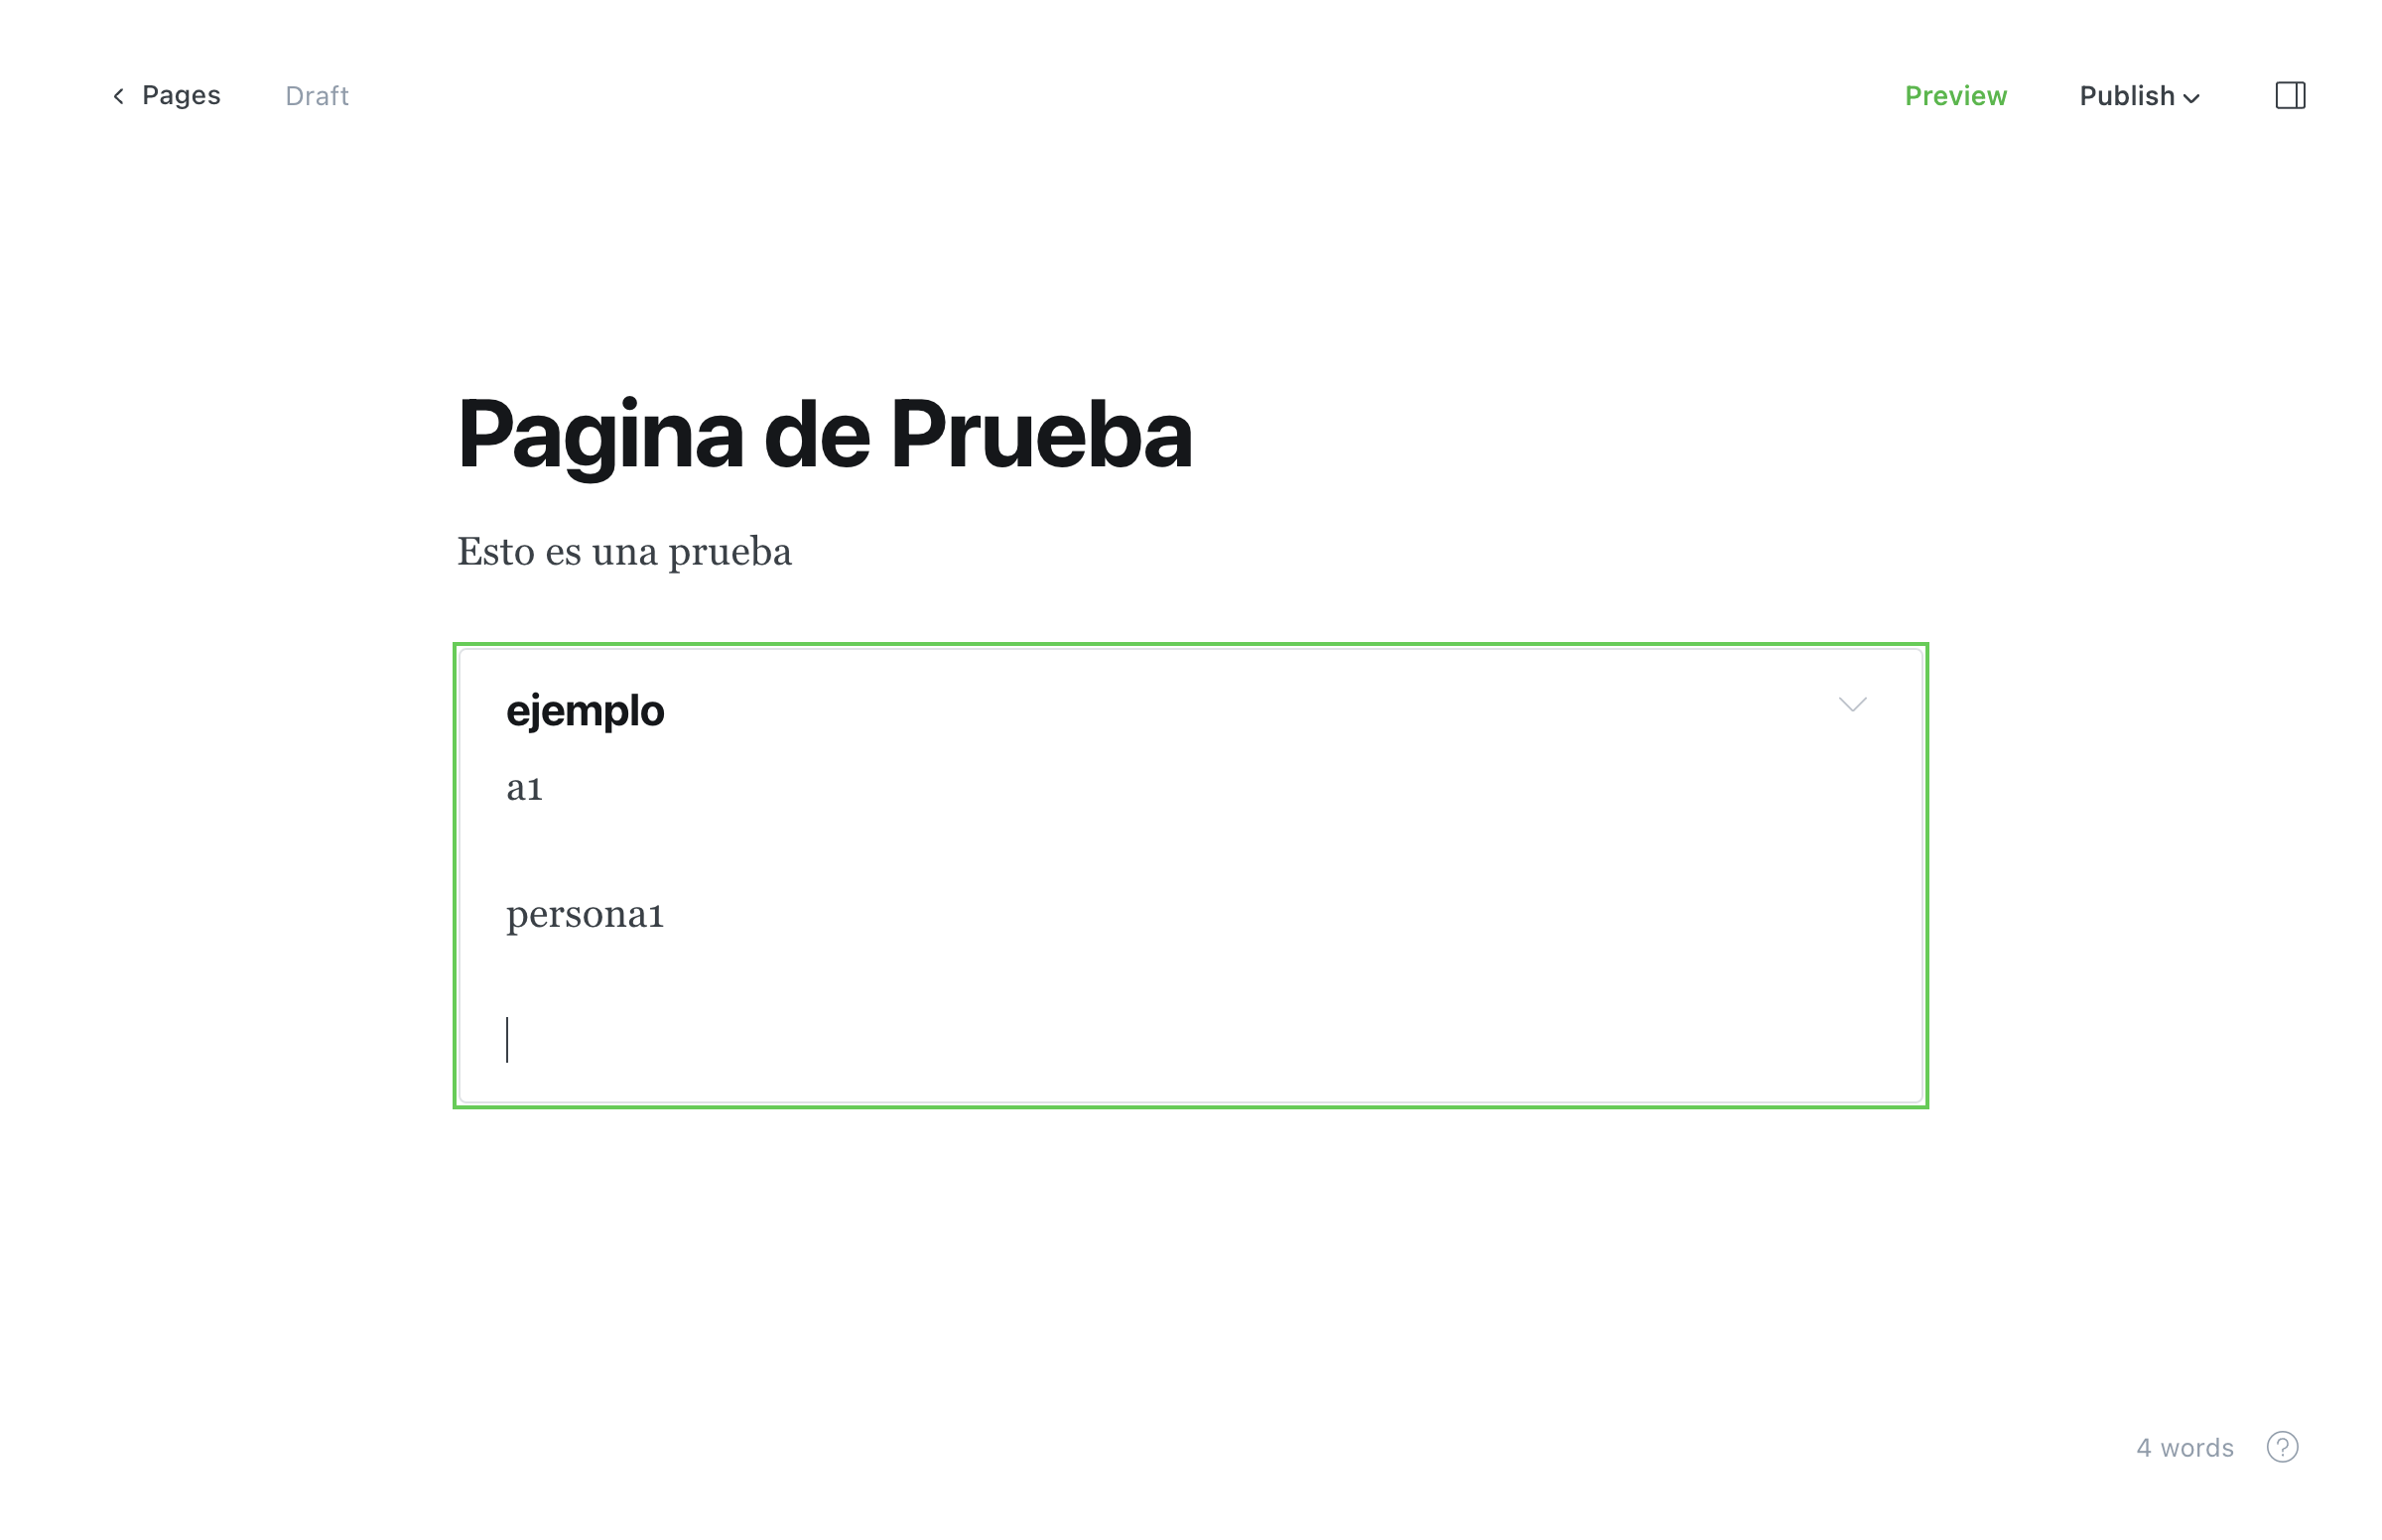 Pages
Draft
Preview
Publish
Pagina de Prueba
Esto es una prueba
ejemplo
a1
persona1
4 words
?